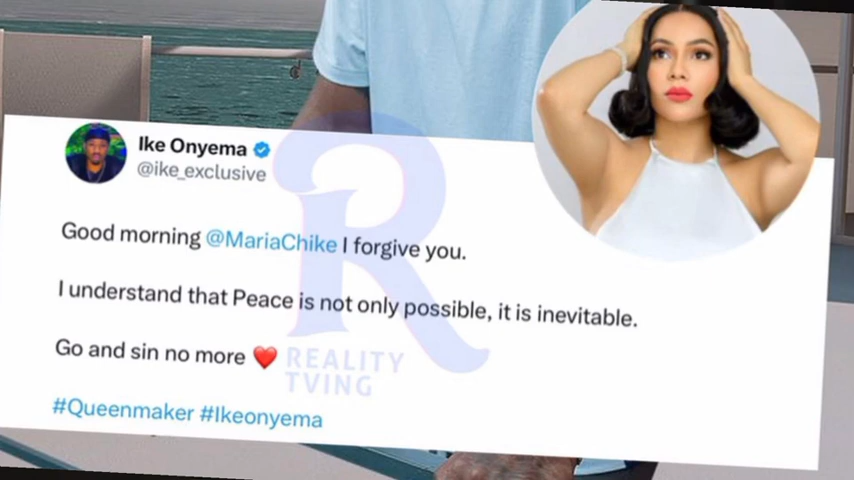 Ike Onyema
@ike_exclusive
Good morning @MariaChike I forgive you.
I understand that Peace is not only possible, it is inevitable.
Go and sin no more ❤️
#Queenmaker #Ikeonyema
R
REALITY
TVING